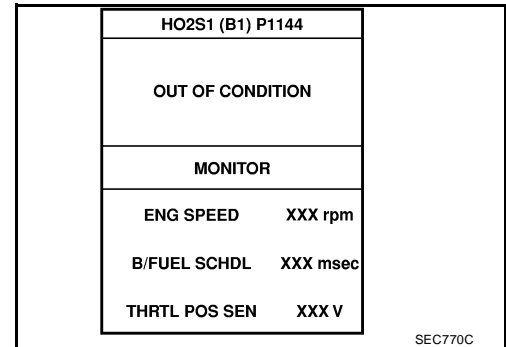 HO2S1 (B1) P1144
OUT OF CONDITION
MONITOR
ENG SPEED XXX rpm
B/FUEL SCHDL XXX msec
THRTL POS SEN XXX V
SEC770C